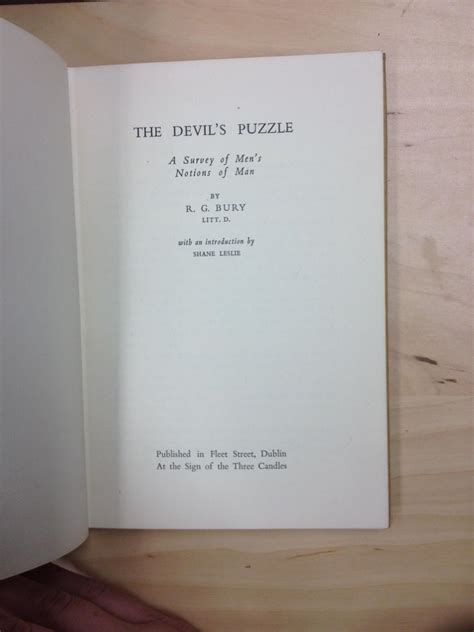 THE DEVIL'S PUZZLE
A Survey of Men's
Notions of Man
BY
R. G. BURY
LITT. D.
with an introduction by
SHANE LESLIE
Published in Fleet Street, Dublin
At the Sign of the Three Candles